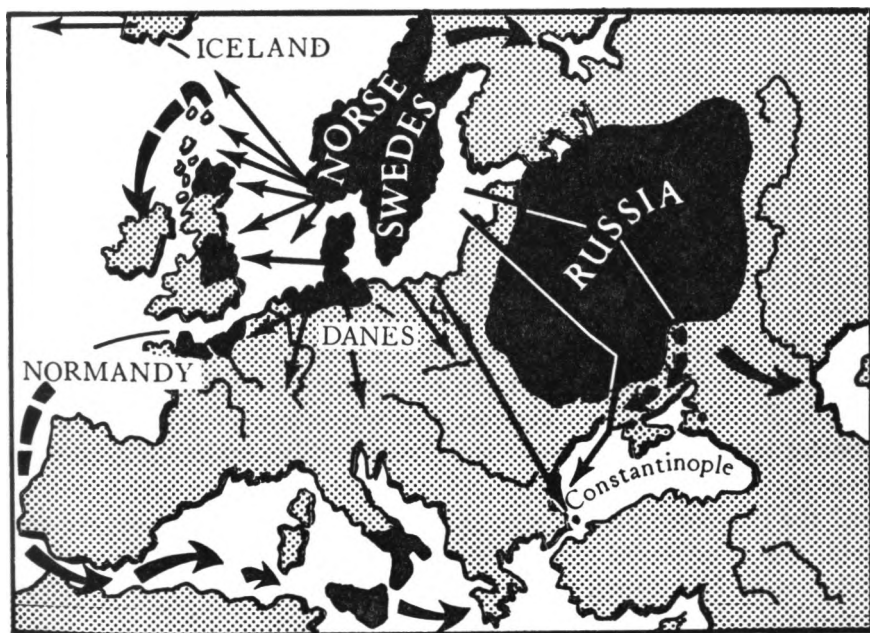 ICELAND
NORSE
SWEDES
RUSSIA
DANES
NORMANDY
Constantinople